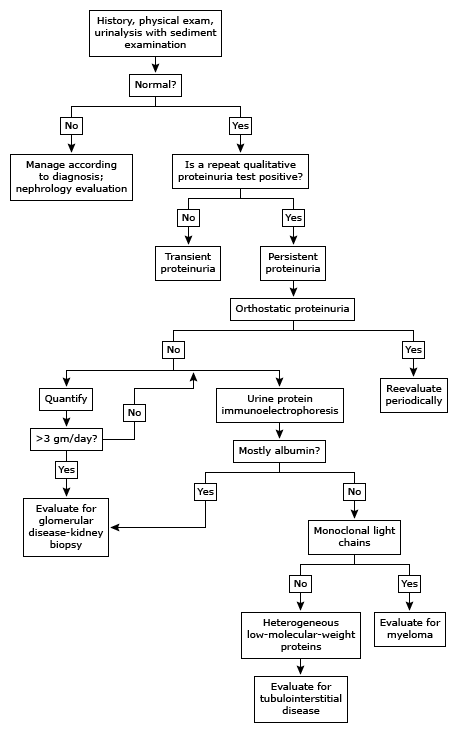 History, physical exam,
urinalysis with sediment
examination
Normal?
No
Yes
Manage according
to diagnosis;
nephrology evaluation
Is a repeat qualitative
proteinuria test positive?
No
Yes
Transient
proteinuria
Persistent
proteinuria
Orthostatic proteinuria
No
Yes
Reevaluate
periodically
Quantify
No
Urine protein
immunoelectrophoresis
>3 gm/day?
Mostly albumin?
Yes
Yes
No
Evaluate for
glomerular
disease-kidney
biopsy
Monoclonal light
chains
No
Yes
Heterogeneous
low-molecular-weight
proteins
Evaluate for
myeloma
Evaluate for
tubulointerstitial
disease